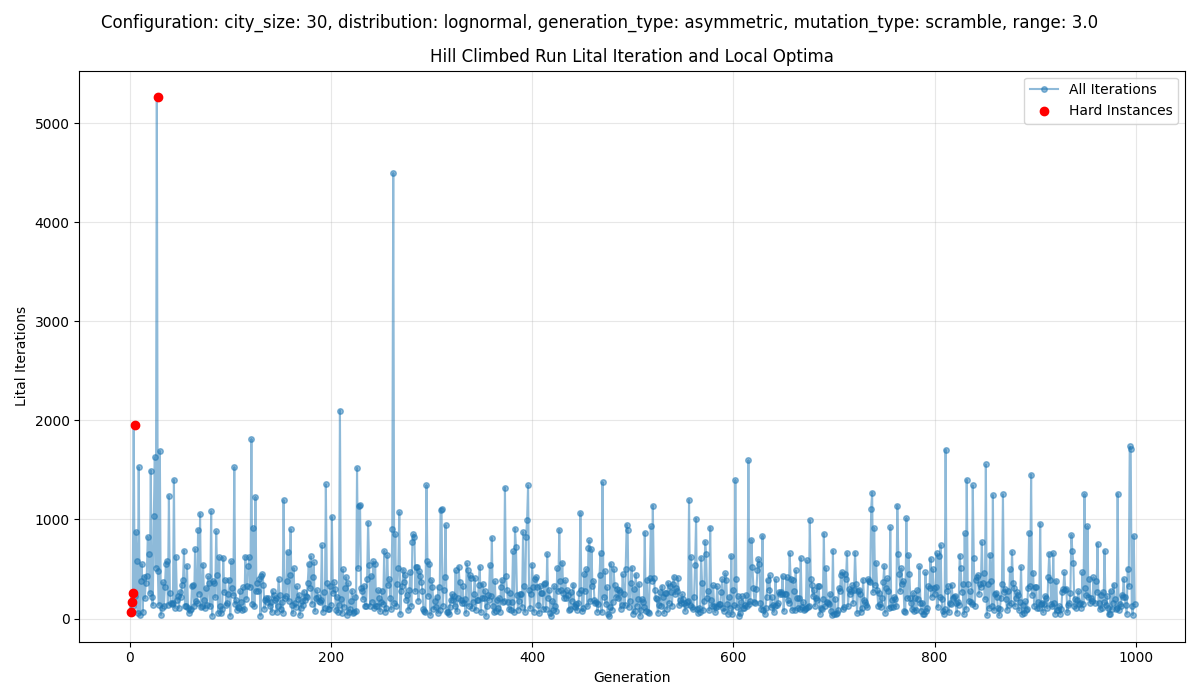 Configuration: city_size: 30, distribution: lognormal, generation_type: asymmetric, mutation_type: scramble, range: 3.0
Hill Climbed Run Lital Iteration and Local Optima
All Iterations
Hard Instances
5000
4000
3000
2000
1000
0
Lital Iterations
0 200 400 600 800 1000
Generation